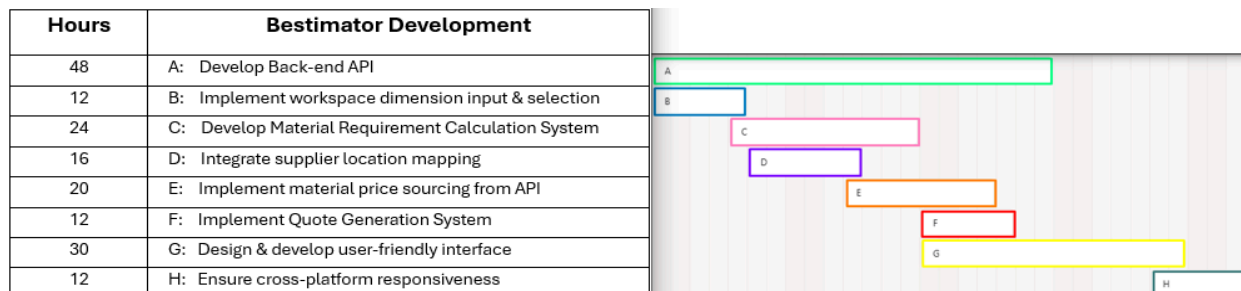 Hours Bestimator Development
48 A: Develop Back-end API
12 B: Implement workspace dimension input & selection
24 C: Develop Material Requirement Calculation System
16 D: Integrate supplier location mapping
20 E: Implement material price sourcing from API
12 F: Implement Quote Generation System
30 G: Design & develop user-friendly interface
12 H: Ensure cross-platform responsiveness
A
B
C
D
E
F
G
H